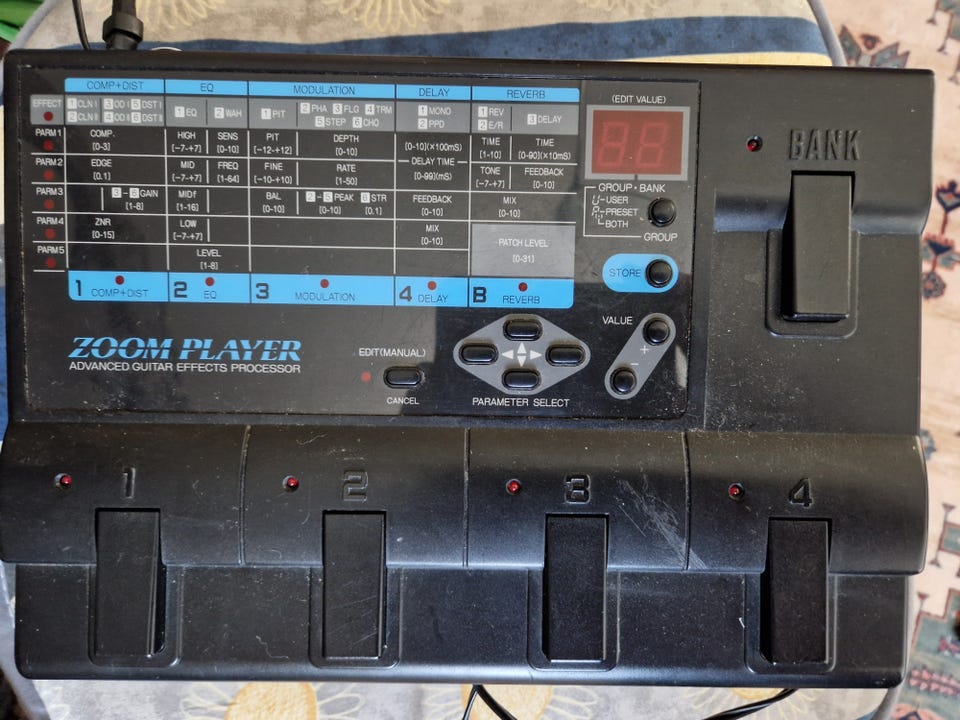 COMP+DIST EQ MODULATION DELAY REVERB
EFFECT 1 CLN I 3 OD I 5 DST I 1 EQ 2 WAH 1 PIT 2 PHA 3 FLG 4 TRM 1 MONO 1 REV 3 DELAY
2 CLN II 4 OD II 6 DST II 5 STEP 6 CHO 2 PPD 2 E/R
PARM 1 COMP. HIGH SENS PIT DEPTH [0-10](×100mS) TIME TIME
[0-3] [-7-+7] [0-10] [-12-+12] [0-10] [1-10] [0-90](×10mS)
PARM 2 EDGE MID FREQ FINE RATE DELAY TIME TONE FEEDBACK
[0.1] [-7-+7] [1-64] [-10-+10] [1-50] [0-99](mS) [-7-+7] [0-10]
PARM 3 3 - 6 GAIN MIDf BAL 2 - 5 PEAK 6 STR FEEDBACK MIX
[1-8] [1-16] [0-10] [0-10] [0.1] [0-10] [0-10]
PARM 4 ZNR LOW MIX PATCH LEVEL
[0-15] [-7-+7] [0-10] [0-31]
PARM 5 LEVEL
[1-8]
1 COMP+DIST 2 EQ 3 MODULATION 4 DELAY B REVERB
(EDIT VALUE)
GROUP • BANK
USER
PRESET
BOTH
GROUP
STORE
VALUE
+
-
ZOOM PLAYER
ADVANCED GUITAR EFFECTS PROCESSOR
EDIT(MANUAL)
CANCEL
PARAMETER SELECT
BANK
1 2 3 4